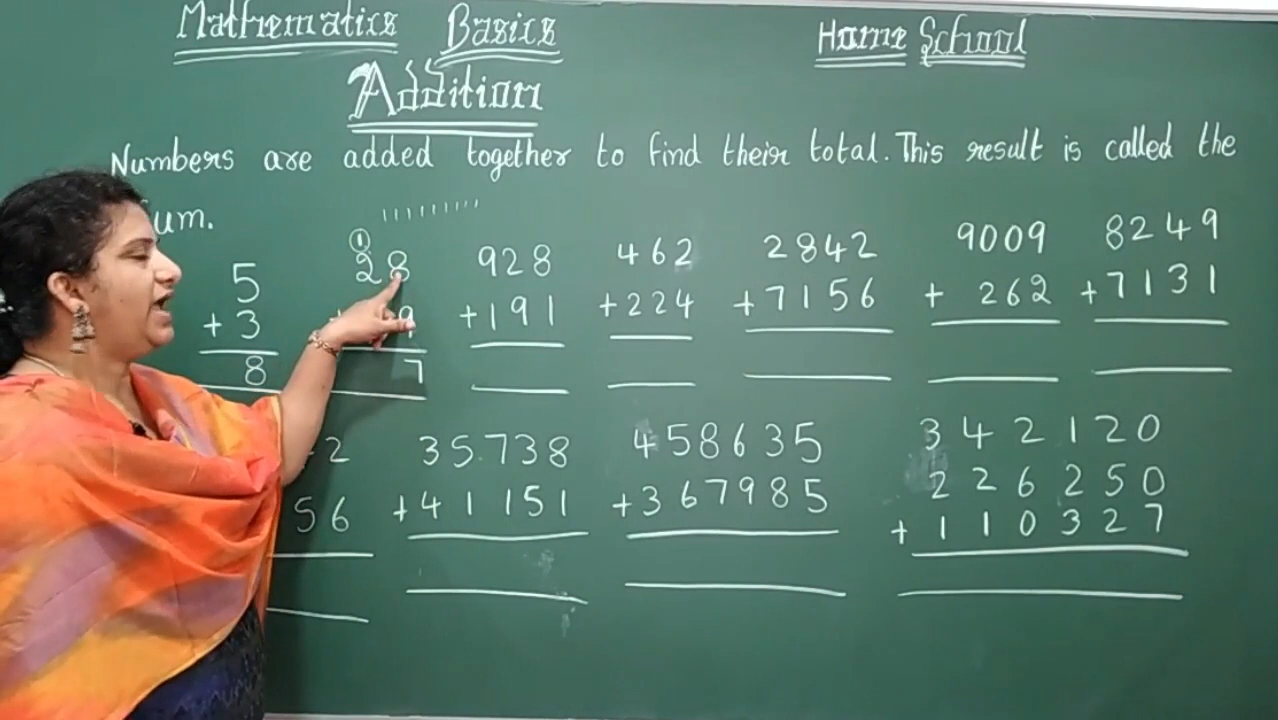 Mathematics Basics Home School
Addition
Numbers are added together to find their total. This result is called the
um.
1
5 28 928 462 2842 9009 8249
+ 3 9 +191 +224 +7156 + 262 +7131
8 7
2 35738 458635 342120
56 +41151 +367985 226250
+110327